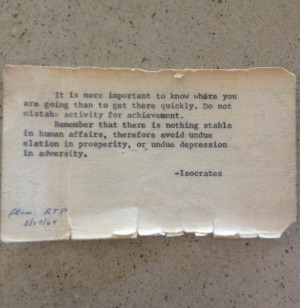 It is more important to know where you
are going than to get there quickly. Do not
mistake activity for achievement.
Remember that there is nothing stable
in human affairs, therefore avoid undue
elation in prosperity, or undue depression
in adversity.
-Isocrates
From: RTP